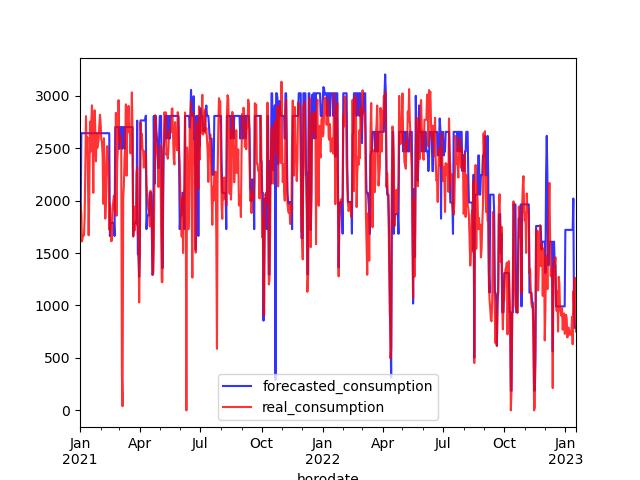 3000
2500
2000
1500
1000
500
0
Jan Apr Jul Oct Jan Apr Jul Oct Jan
2021 2022 2023
horodate
forecasted_consumption
real_consumption